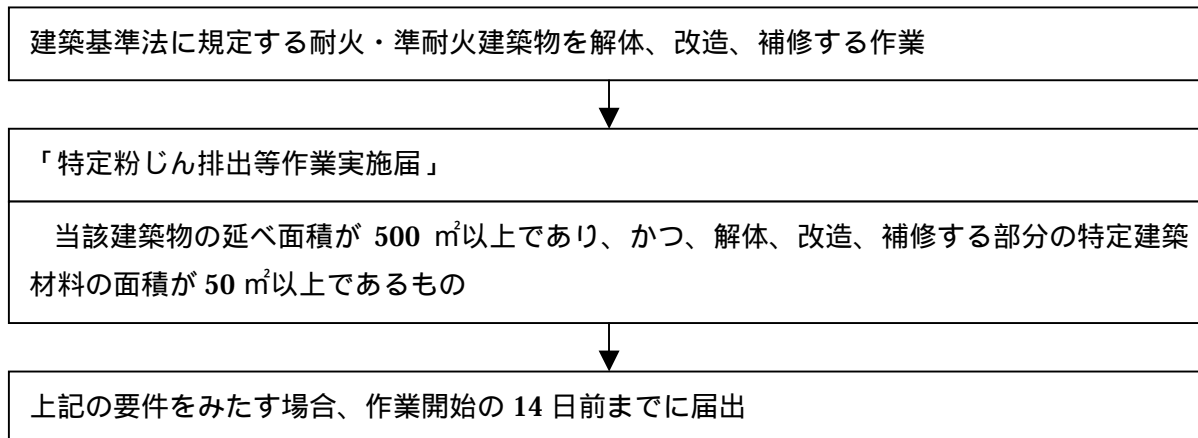 建築基準法に規定する耐火・準耐火建築物を解体、改造、補修する作業
「特定粉じん排出等作業実施届」
当該建築物の延べ面積が 500 ㎡以上であり、かつ、解体、改造、補修する部分の特定建築
材料の面積が 50 ㎡以上であるもの
上記の要件をみたす場合、作業開始の 14 日前までに届出